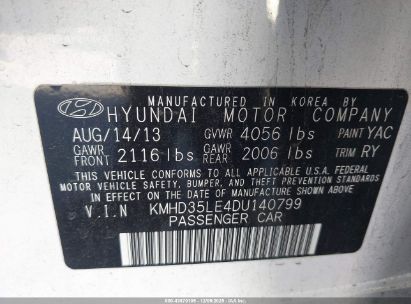 MANUFACTURED IN KOREA BY
HYUNDAI MOTOR COMPANY
AUG/14/13 GVWR 4056 lbs PAINT YAC
GAWR FRONT 2116 lbs GAWR REAR 2006 lbs TRIM RY
THIS VEHICLE CONFORMS TO ALL APPLICABLE U.S.A. FEDERAL
MOTOR VEHICLE SAFETY, BUMPER, AND THEFT PREVENTION STANDARDS
IN EFFECT ON THE DATE OF MANUFACTURE SHOWN ABOVE.
V.I.N KMHD35LE4DU140799
PASSENGER CAR